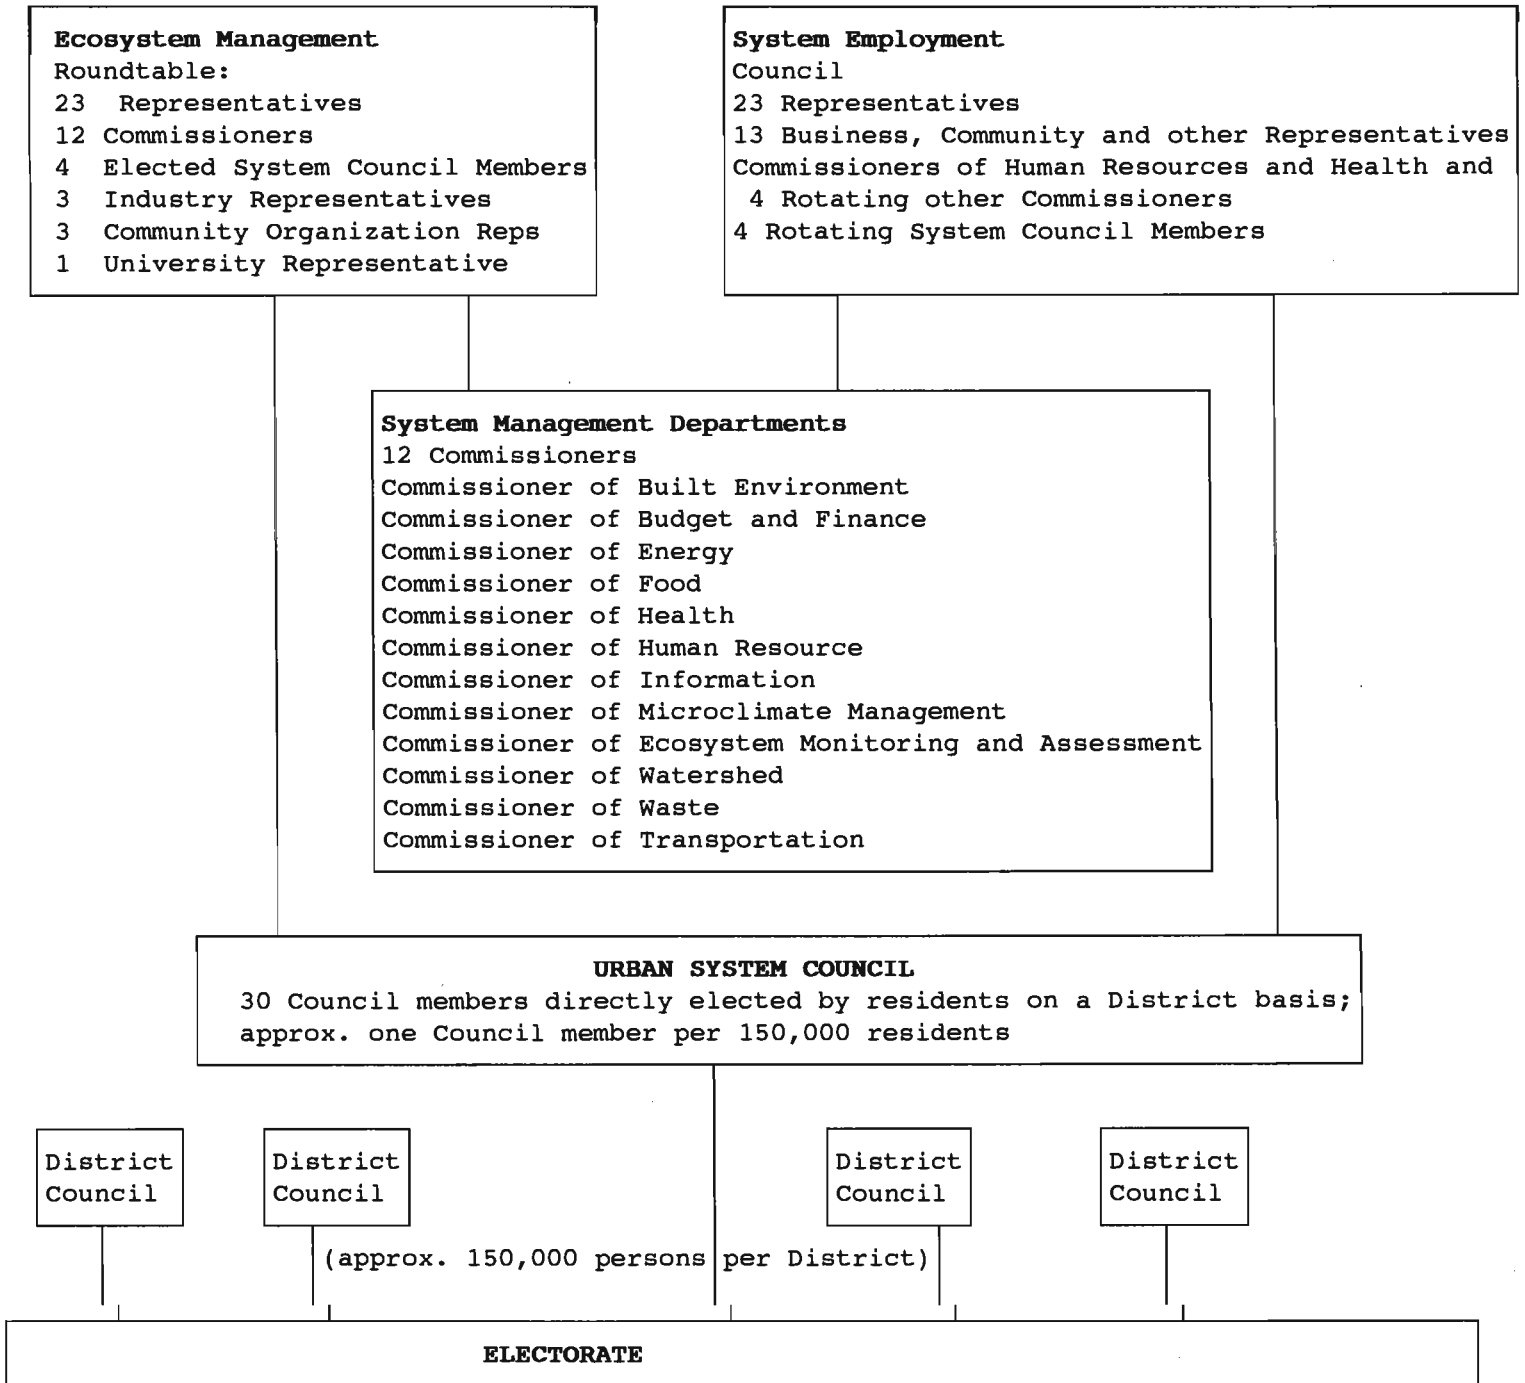 Ecosystem Management
Roundtable:
23 Representatives
12 Commissioners
4 Elected System Council Members
3 Industry Representatives
3 Community Organization Reps
1 University Representative
System Employment
Council
23 Representatives
13 Business, Community and other Representatives
Commissioners of Human Resources and Health and
4 Rotating other Commissioners
4 Rotating System Council Members
System Management Departments
12 Commissioners
Commissioner of Built Environment
Commissioner of Budget and Finance
Commissioner of Energy
Commissioner of Food
Commissioner of Health
Commissioner of Human Resource
Commissioner of Information
Commissioner of Microclimate Management
Commissioner of Ecosystem Monitoring and Assessment
Commissioner of Watershed
Commissioner of Waste
Commissioner of Transportation
URBAN SYSTEM COUNCIL
30 Council members directly elected by residents on a District basis;
approx. one Council member per 150,000 residents
District
Council
District
Council
District
Council
District
Council
(approx. 150,000 persons per District)
ELECTORATE